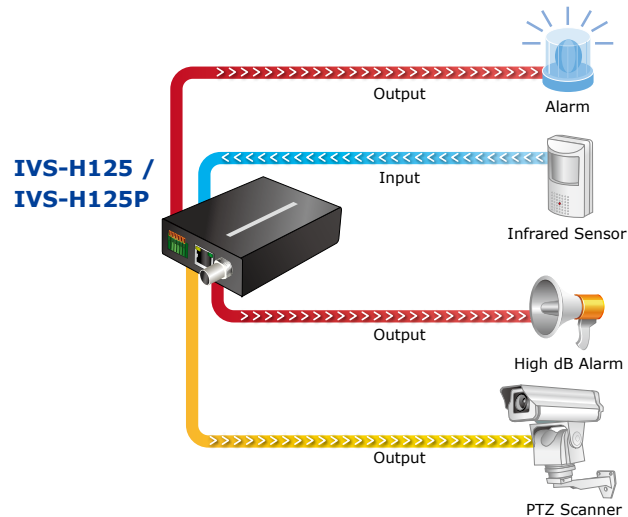 Output
Alarm
IVS-H125 /
IVS-H125P
Input
Infrared Sensor
Output
High dB Alarm
Output
PTZ Scanner